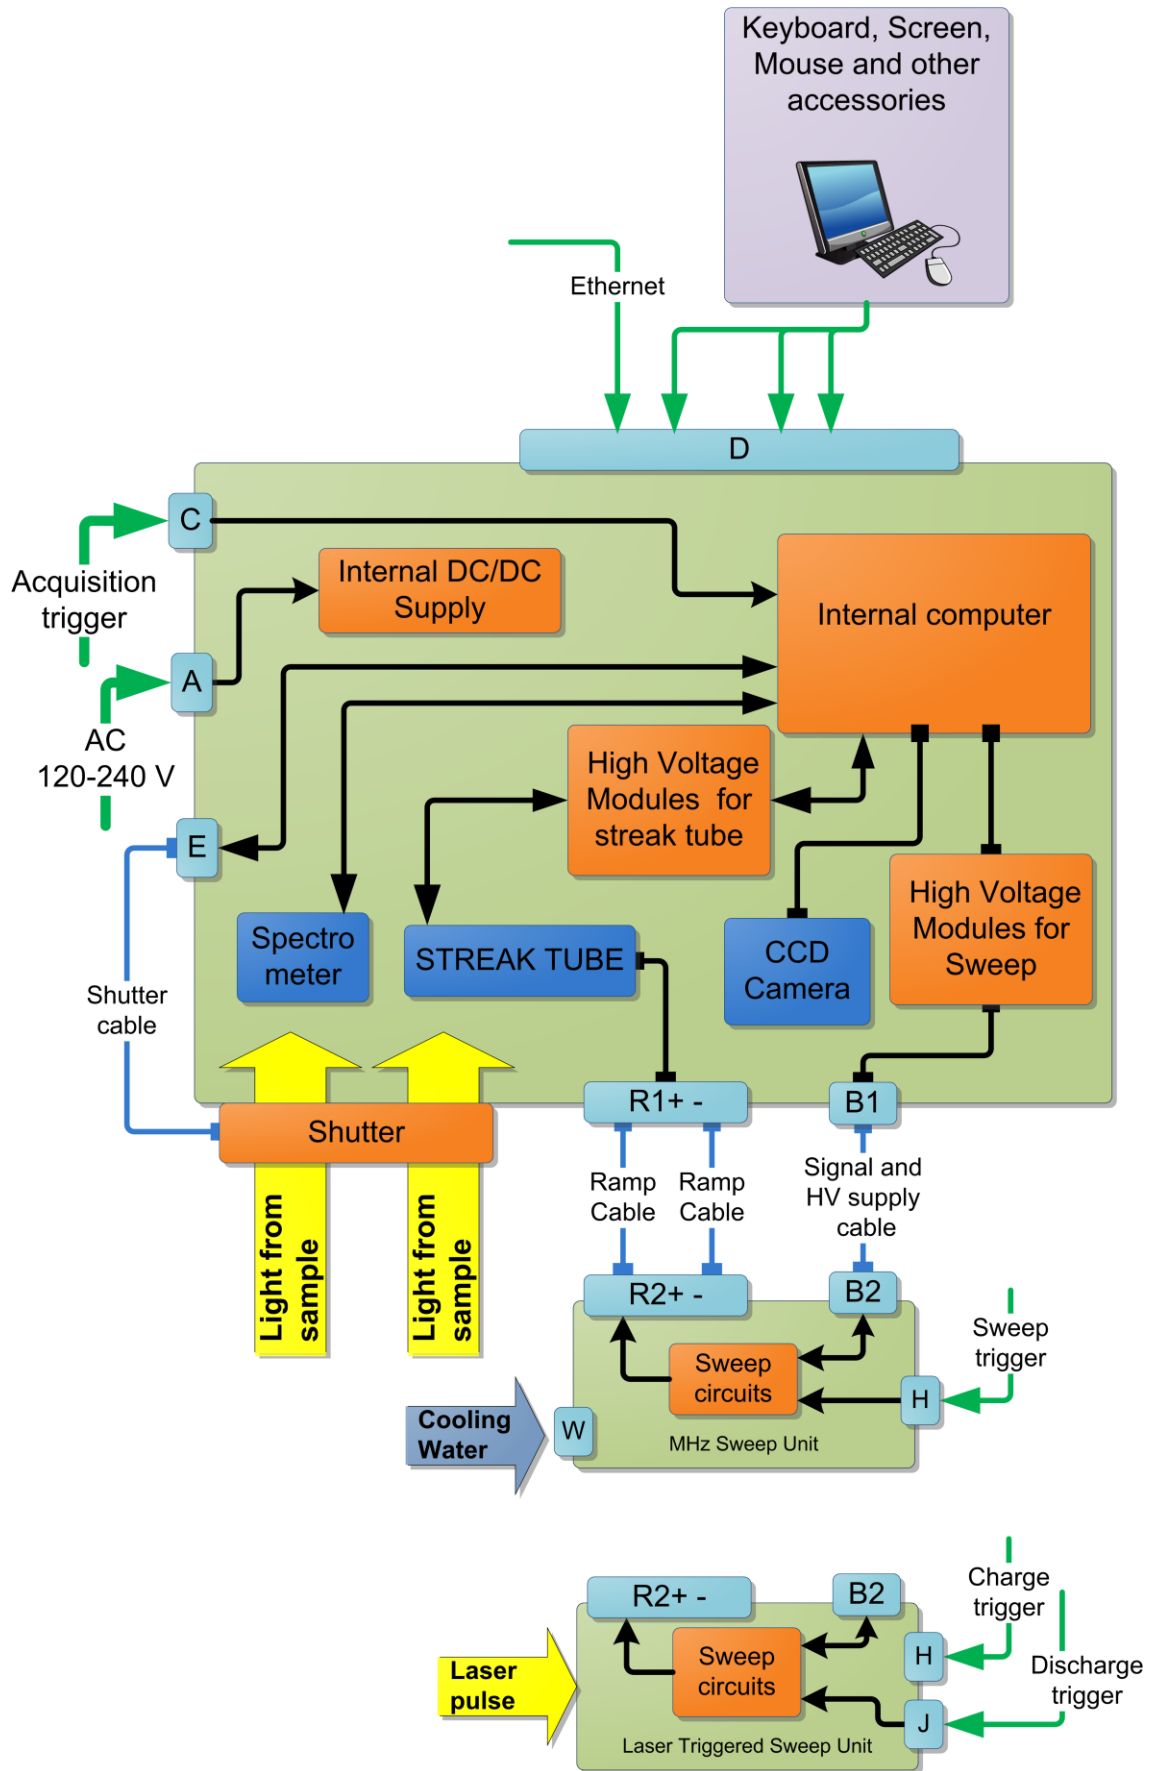 Keyboard, Screen,
Mouse and other
accessories
Ethernet
D
C
Acquisition
trigger
Internal DC/DC
Supply
Internal computer
A
AC
120-240 V
High Voltage
Modules for
streak tube
E
High Voltage
Modules for
Sweep
Spectro
meter
STREAK TUBE
CCD
Camera
Shutter
cable
R1+ -
B1
Shutter
Light from
sample
Light from
sample
Ramp
Cable
Ramp
Cable
Signal and
HV supply
cable
R2+ -
B2
Sweep
trigger
Sweep
circuits
H
Cooling
Water
W
MHz Sweep Unit
Charge
trigger
R2+ -
B2
Sweep
circuits
H
Discharge
trigger
Laser
pulse
J
Laser Triggered Sweep Unit